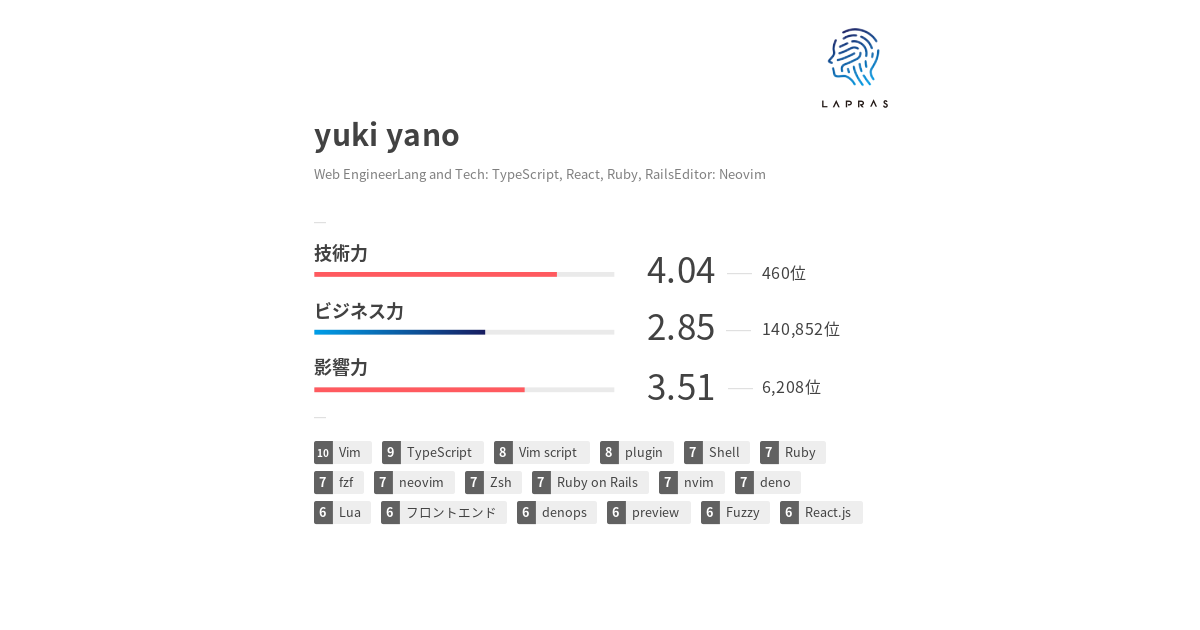 LAPRAS
yuki yano
Web EngineerLang and Tech: TypeScript, React, Ruby, RailsEditor: Neovim
技術力 4.04 460位
ビジネス力 2.85 140,852位
影響力 3.51 6,208位
10 Vim 9 TypeScript 8 Vim script 8 plugin 7 Shell 7 Ruby
7 fzf 7 neovim 7 Zsh 7 Ruby on Rails 7 nvim 7 deno
6 Lua 6 フロントエンド 6 denops 6 preview 6 Fuzzy 6 React.js